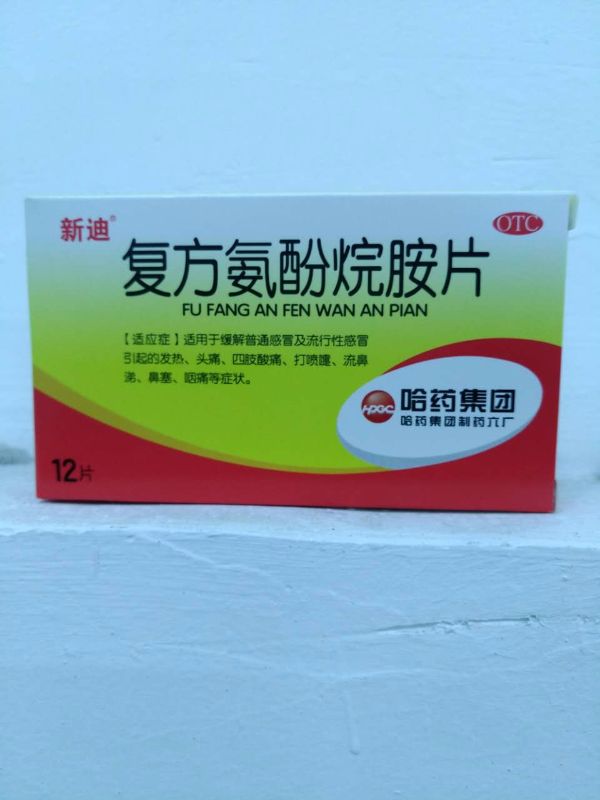 新迪®
OTC
复方氨酚烷胺片
FU FANG AN FEN WAN AN PIAN
【适应症】适用于缓解普通感冒及流行性感冒
引起的发热、头痛、四肢酸痛、打喷嚏、流鼻
涕、鼻塞、咽痛等症状。
HPGC
哈药集团
哈药集团制药六厂
12片